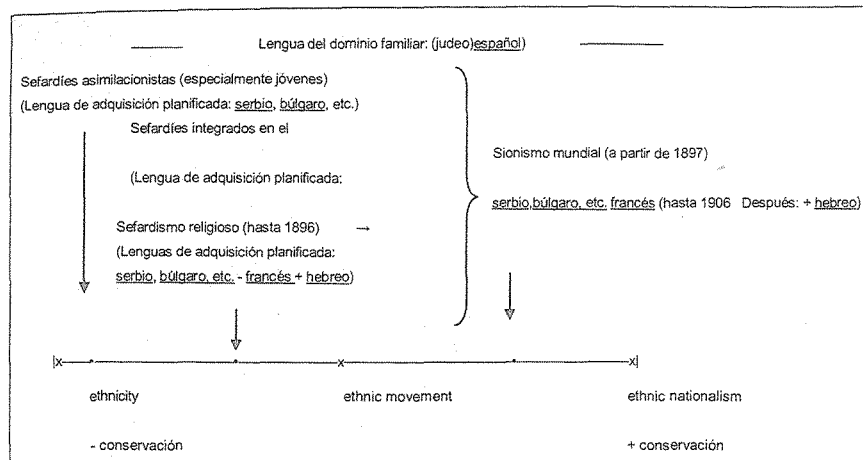 Lengua del dominio familiar: (judeo)español)
Sefardíes asimilacionistas (especialmente jóvenes)
(Lengua de adquisición planificada: serbio, búlgaro, etc.)
Sefardíes integrados en el
(Lengua de adquisición planificada:
Sefardismo religioso (hasta 1896) →
(Lenguas de adquisición planificada:
serbio, búlgaro, etc. - francés + hebreo)
Sionismo mundial (a partir de 1897)
serbio,búlgaro, etc. francés (hasta 1906 Después: + hebreo)
|x x x|
ethnicity ethnic movement ethnic nationalism
- conservación + conservación